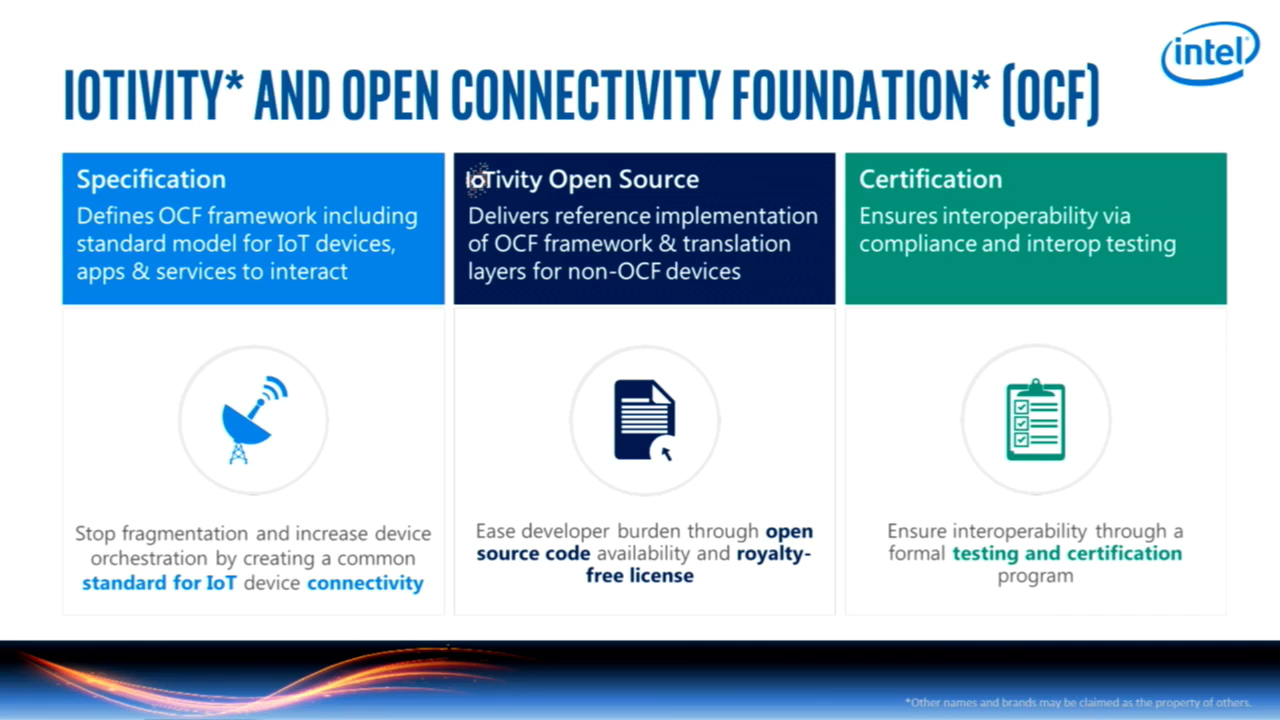 intel
IOTIVITY* AND OPEN CONNECTIVITY FOUNDATION* (OCF)
Specification
Defines OCF framework including
standard model for IoT devices,
apps & services to interact
IoTivity Open Source
Delivers reference implementation
of OCF framework & translation
layers for non-OCF devices
Certification
Ensures interoperability via
compliance and interop testing
Stop fragmentation and increase device
orchestration by creating a common
standard for IoT device connectivity
Ease developer burden through open
source code availability and royalty-
free license
Ensure interoperability through a
formal testing and certification
program
*Other names and brands may be claimed as the property of others.